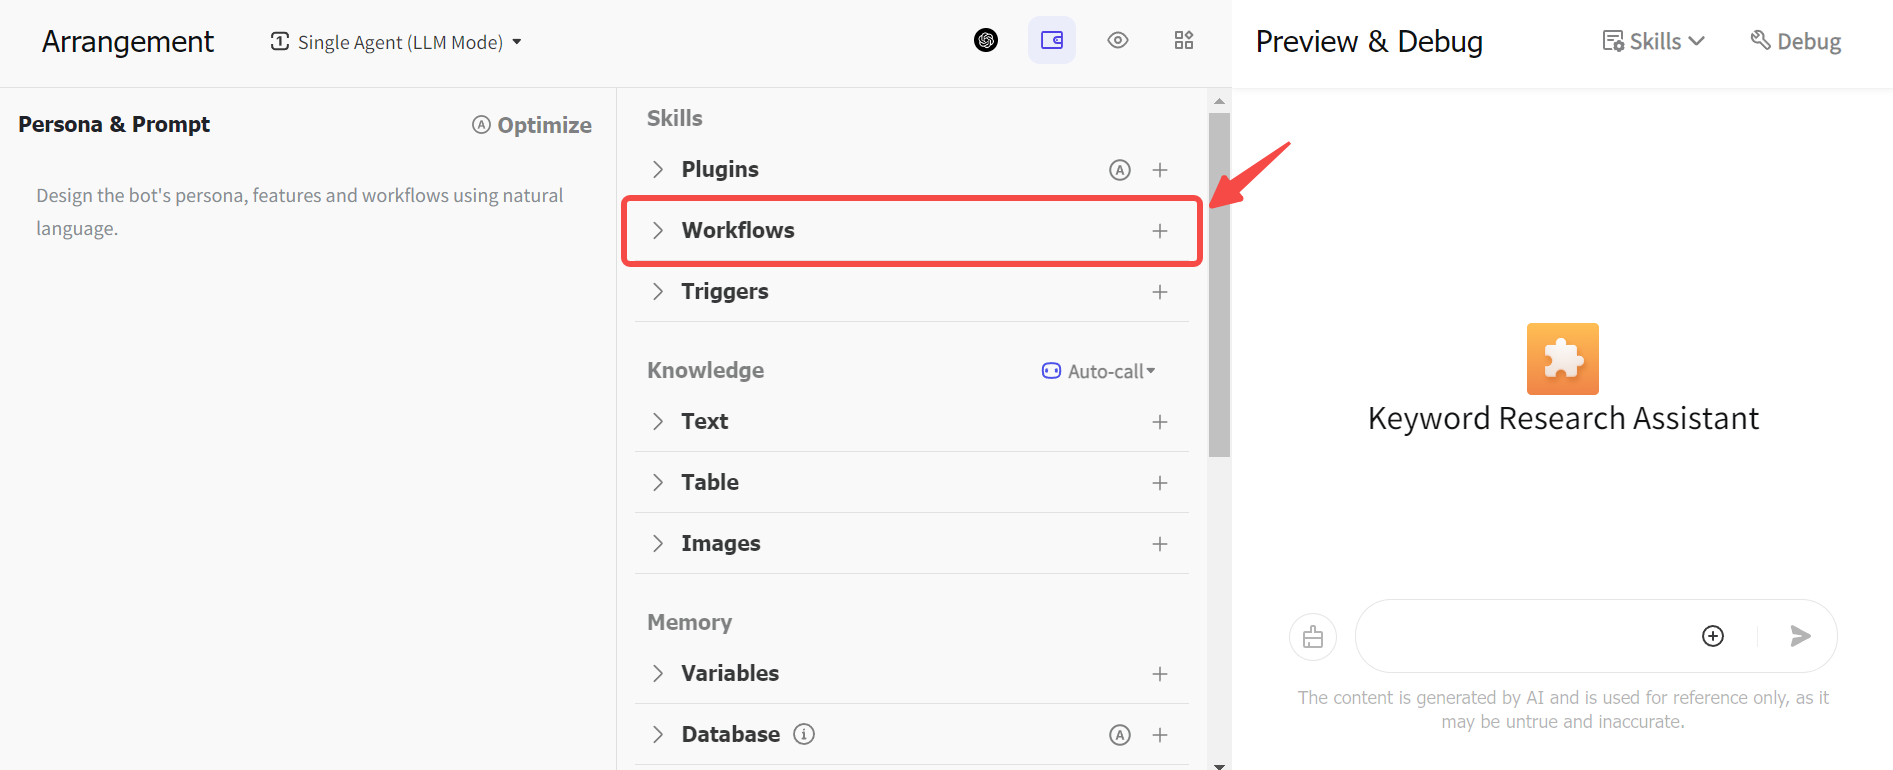 Arrangement
Single Agent (LLM Mode)
Preview & Debug
Skills
Debug
Persona & Prompt
Optimize
Design the bot's persona, features and workflows using natural
language.
Skills
Plugins
Workflows
Triggers
Knowledge
Auto-call
Text
Table
Images
Memory
Variables
Database
Keyword Research Assistant
The content is generated by AI and is used for reference only, as it
may be untrue and inaccurate.